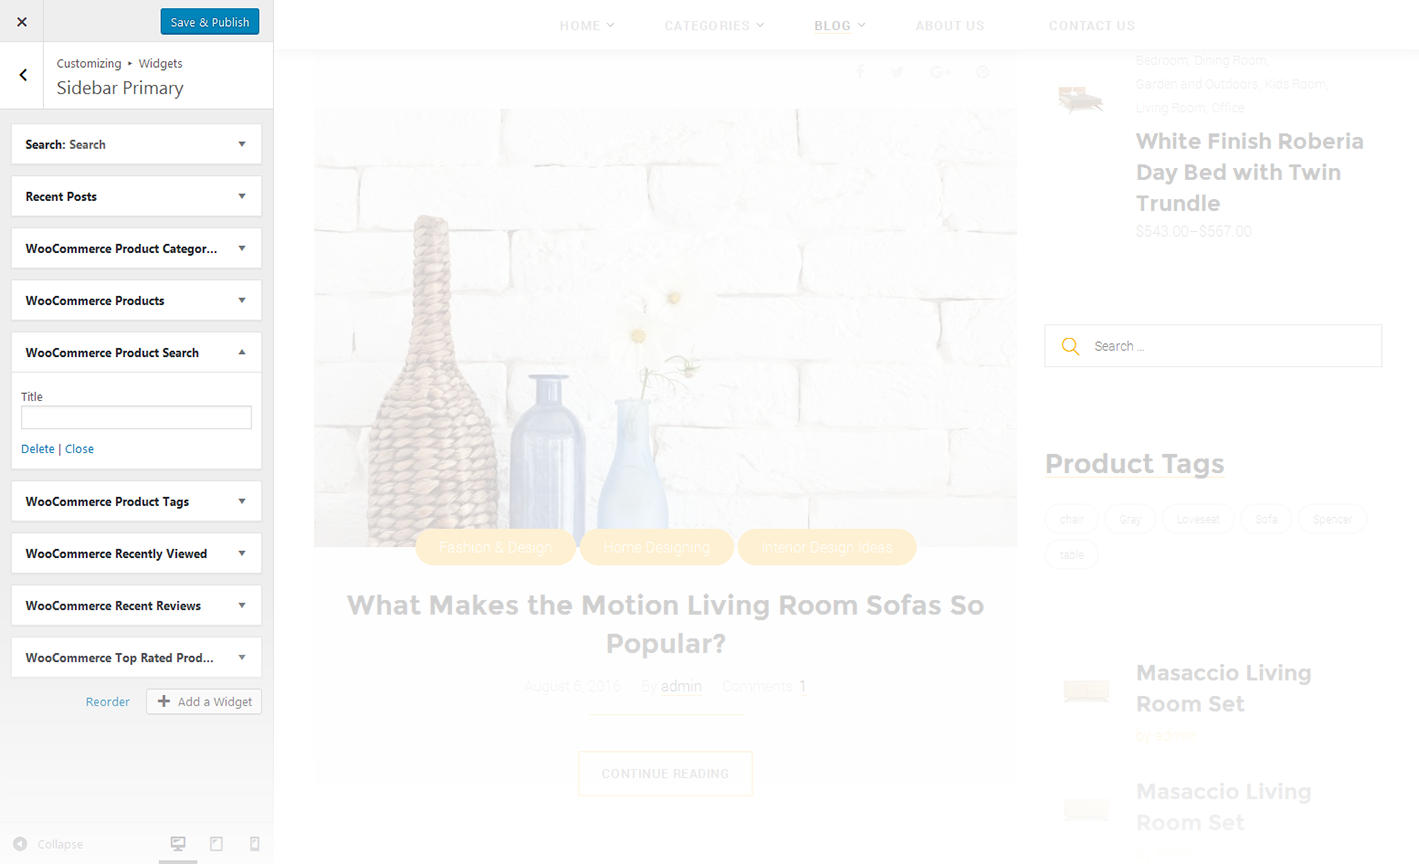 Save & Publish
Customizing ▸ Widgets
Sidebar Primary
Search: Search
Recent Posts
WooCommerce Product Categor...
WooCommerce Products
WooCommerce Product Search
Title
Delete | Close
WooCommerce Product Tags
WooCommerce Recently Viewed
WooCommerce Recent Reviews
WooCommerce Top Rated Prod...
Reorder
Add a Widget
Collapse
HOME CATEGORIES BLOG ABOUT US CONTACT US
Fashion & Design Home Designing Interior Design Ideas
What Makes the Motion Living Room Sofas So
Popular?
August 6, 2016 By admin Comments: 1
CONTINUE READING
Bedroom, Dining Room,
Garden and Outdoors, Kids Room,
Living Room, Office
White Finish Roberia
Day Bed with Twin
Trundle
$543.00–$567.00
Search ...
Product Tags
chair Gray Loveseat Sofa Spencer
table
Masaccio Living
Room Set
by admin
Masaccio Living
Room Set